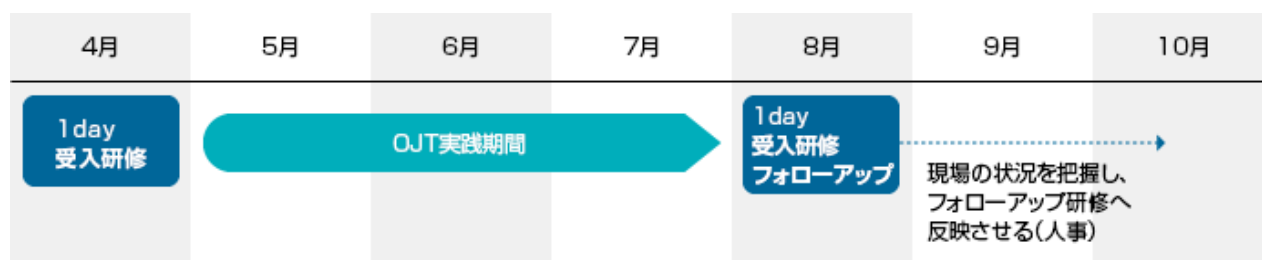 4月 5月 6月 7月 8月 9月 10月
1day
受入研修
OJT実践期間
1day
受入研修
フォローアップ
現場の状況を把握し、
フォローアップ研修へ
反映させる(人事)